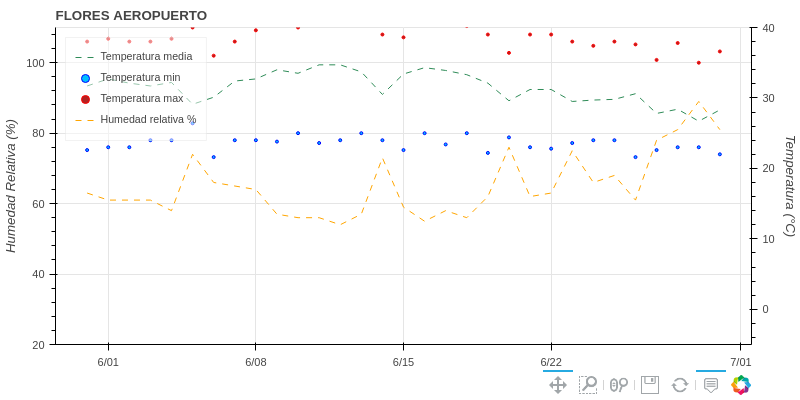 FLORES AEROPUERTO
Temperatura media
Temperatura min
Temperatura max
Humedad relativa %
Humedad Relativa (%)
100
80
60
40
20
Temperatura (°C)
40
30
20
10
0
6/01
6/08
6/15
6/22
7/01